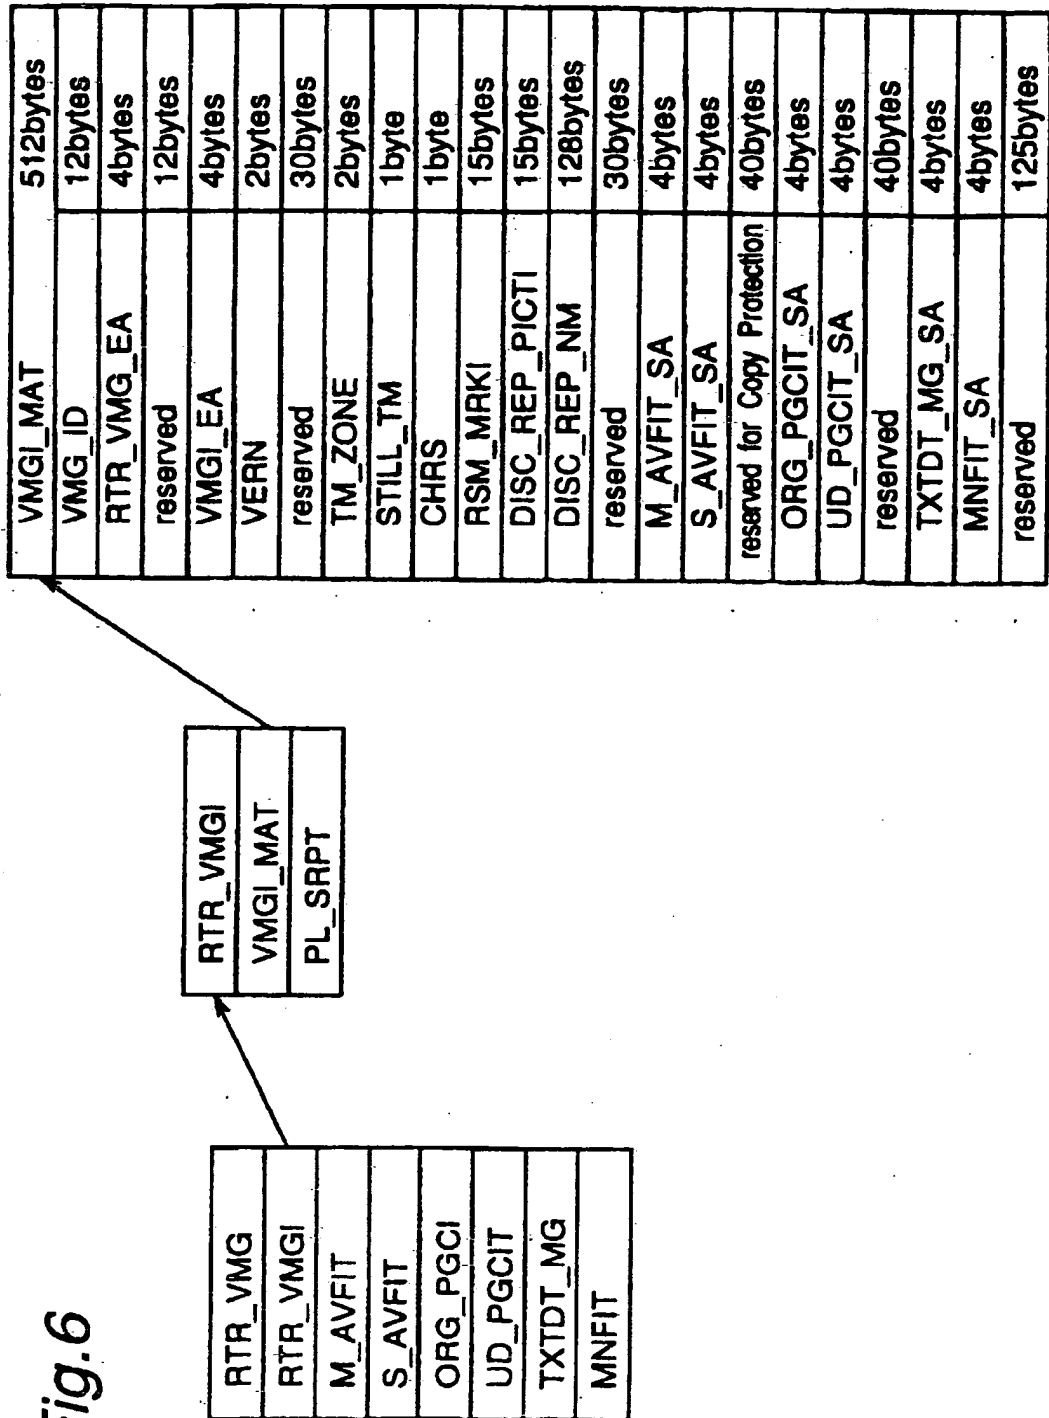 Fig.6
RTR_VMG
RTR_VMGI
M_AVFIT
S_AVFIT
ORG_PGCI
UD_PGCIT
TXTDT_MG
MNFIT
RTR_VMGI
VMGI_MAT
PL_SRPT
VMGI_MAT 512bytes
VMG_ID 12bytes
RTR_VMG_EA 4bytes
reserved 12bytes
VMGI_EA 4bytes
VERN 2bytes
reserved 30bytes
TM_ZONE 2bytes
STILL_TM 1byte
CHRS 1byte
RSM_MRKI 15bytes
DISC_REP_PICTI 15bytes
DISC_REP_NM 128bytes
reserved 30bytes
M_AVFIT_SA 4bytes
S_AVFIT_SA 4bytes
reserved for Copy Protection 40bytes
ORG_PGCIT_SA 4bytes
UD_PGCIT_SA 4bytes
reserved 40bytes
TXTDT_MG_SA 4bytes
MNFIT_SA 4bytes
reserved 125bytes